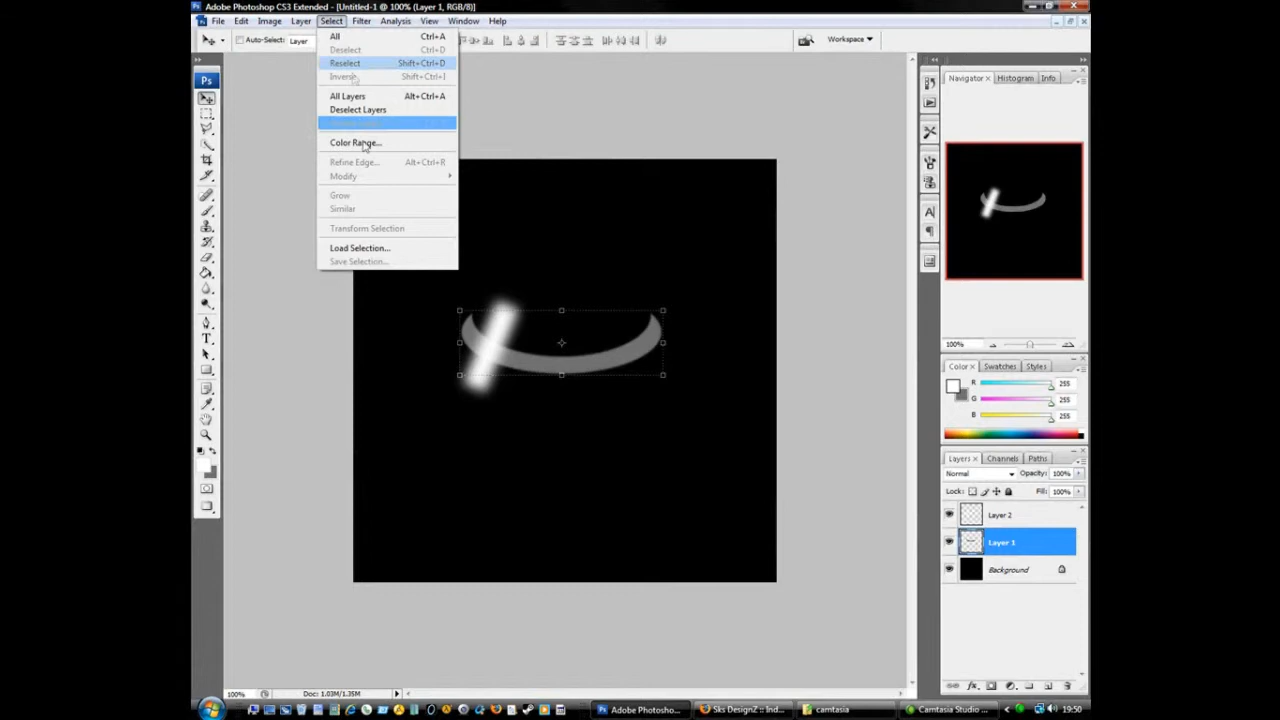 Adobe Photoshop CS3 Extended - [Untitled-1 @ 100% (Layer 1, RGB/8)]
File Edit Image Layer Select Filter Analysis View Window Help
Auto-Select: Layer
Workspace
All Ctrl+A
Deselect Ctrl+D
Reselect Shift+Ctrl+D
Inverse Shift+Ctrl+I
All Layers Alt+Ctrl+A
Deselect Layers
Color Range...
Refine Edge... Alt+Ctrl+R
Modify
Grow
Similar
Transform Selection
Load Selection...
Save Selection...
Ps
Navigator × Histogram Info
100%
Color × Swatches Styles
R 255
G 255
B 255
Layers × Channels Paths
Normal Opacity: 100%
Lock: Fill: 100%
Layer 2
Layer 1
Background
100% Doc: 1.03M/1.35M
Adobe Photosho... Sks DesignZ :: Ind... camtasia Camtasia Studio ... 19:50